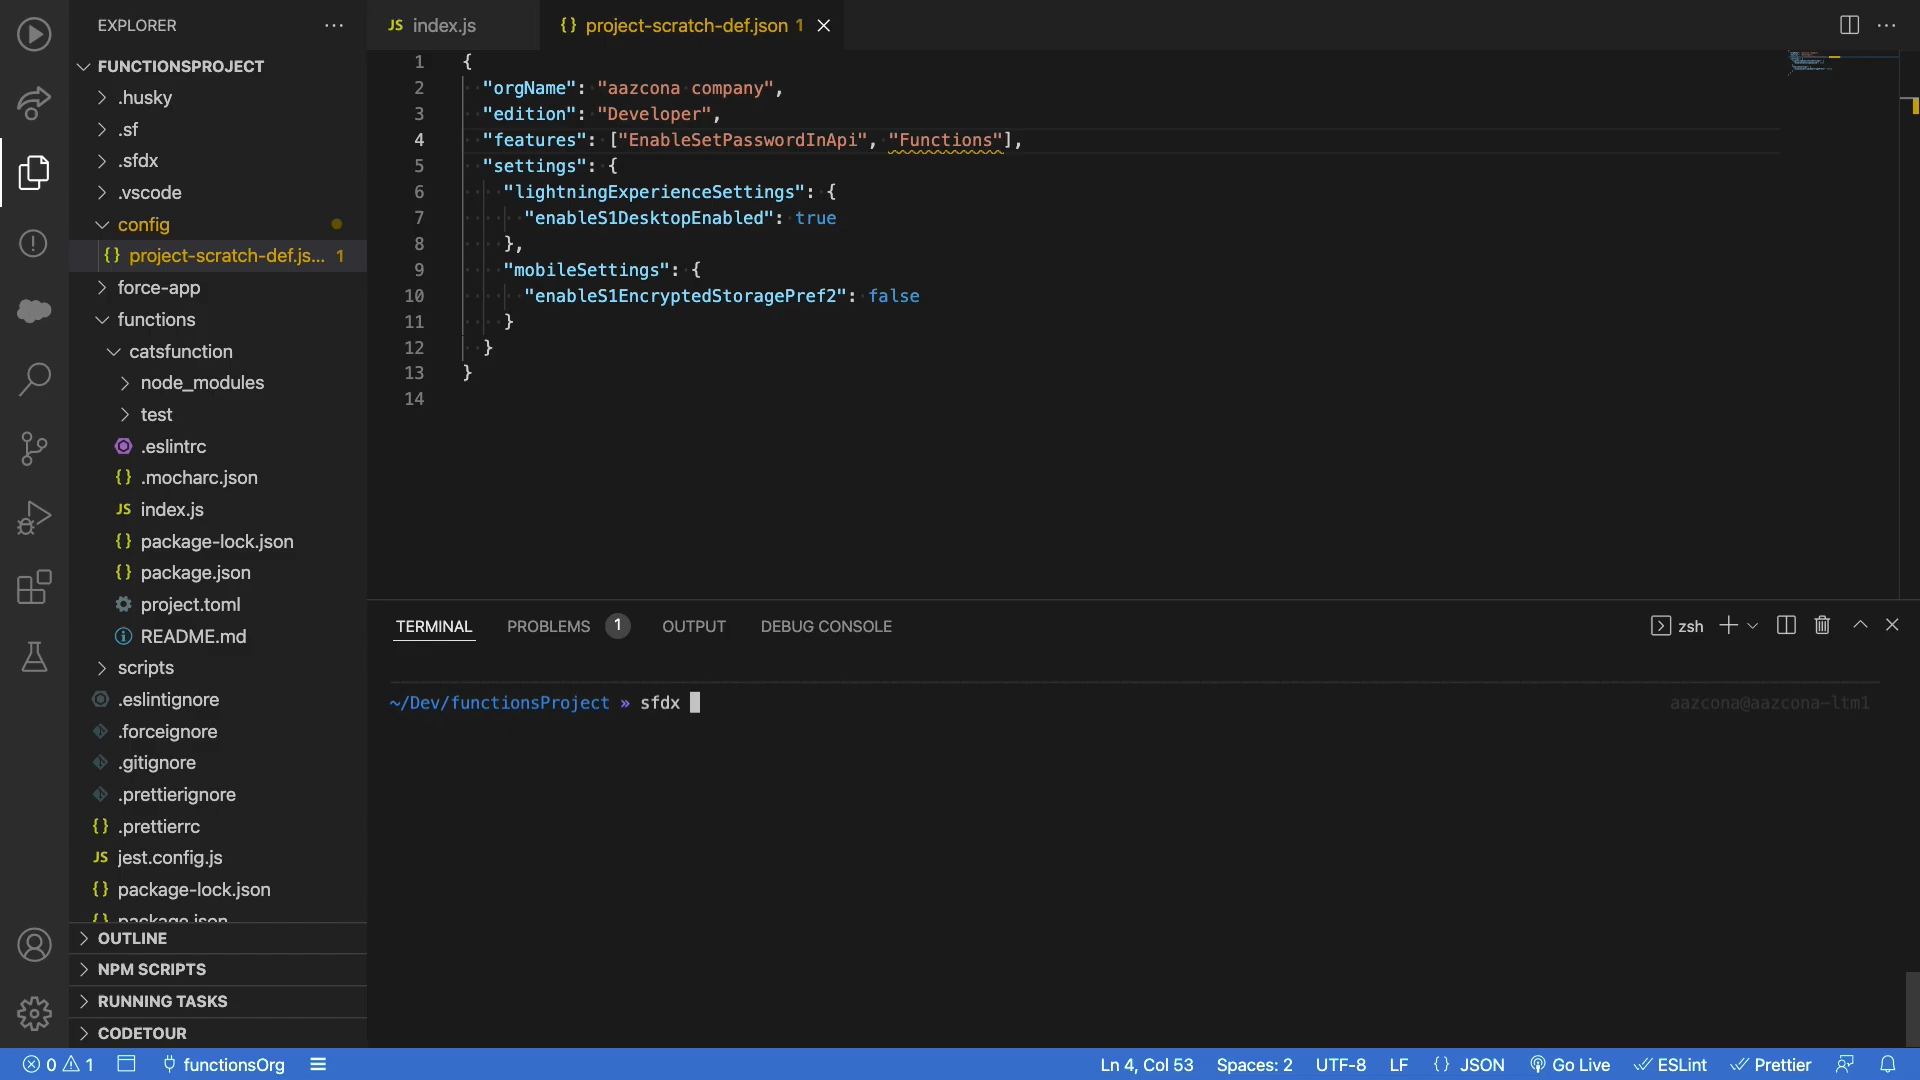 EXPLORER
FUNCTIONSPROJECT
.husky
.sf
.sfdx
.vscode
config
{} project-scratch-def.js... 1
force-app
functions
catsfunction
node_modules
test
.eslintrc
{} .mocharc.json
JS index.js
{} package-lock.json
{} package.json
project.toml
README.md
scripts
.eslintignore
.forceignore
.gitignore
.prettierignore
{} .prettierrc
JS jest.config.js
{} package-lock.json
{} package.json
OUTLINE
NPM SCRIPTS
RUNNING TASKS
CODETOUR
JS index.js
{} project-scratch-def.json 1
1 {
2 "orgName": "aazcona company",
3 "edition": "Developer",
4 "features": ["EnableSetPasswordInApi", "Functions"],
5 "settings": {
6 "lightningExperienceSettings": {
7 "enableS1DesktopEnabled": true
8 },
9 "mobileSettings": {
10 "enableS1EncryptedStoragePref2": false
11 }
12 }
13 }
14
TERMINAL PROBLEMS 1 OUTPUT DEBUG CONSOLE
zsh
~/Dev/functionsProject » sfdx
aazcona@aazcona-ltm1
0 1 functionsOrg
Ln 4, Col 53 Spaces: 2 UTF-8 LF {} JSON Go Live ESLint Prettier